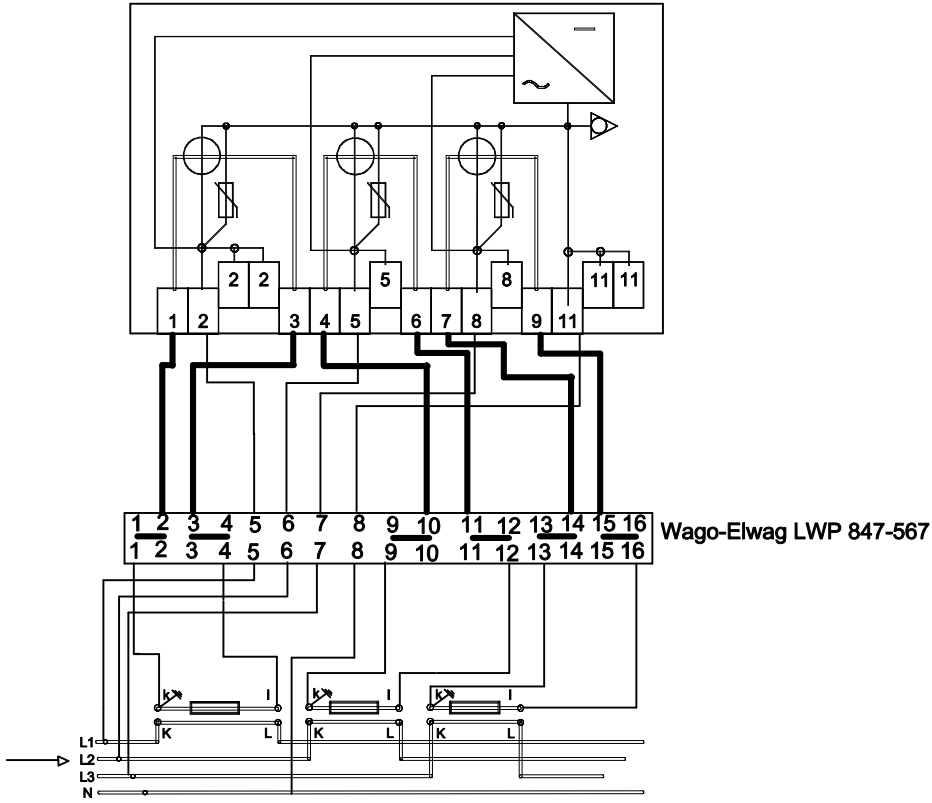 2 2 5 8 11 11
1 2 3 4 5 6 7 8 9 11
1 2 3 4 5 6 7 8 9 10 11 12 13 14 15 16
Wago-Elwag LWP 847-567
1 2 3 4 5 6 7 8 9 10 11 12 13 14 15 16
k l k l k l
K L K L K L
L1
L2
L3
N